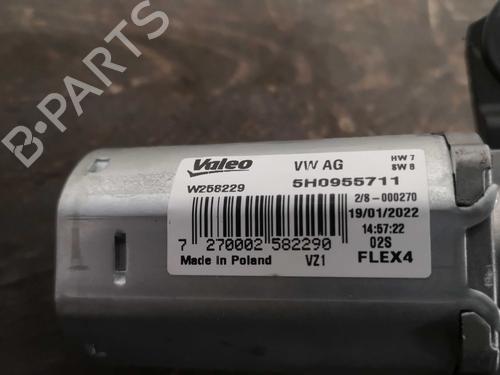 Valeo VW AG HW 7
SW 8
W258229 5H0955711
2/8-000270
19/01/2022
14:57:22
7 270002 582290 02S
Made in Poland VZ1 FLEX4
B-PARTS